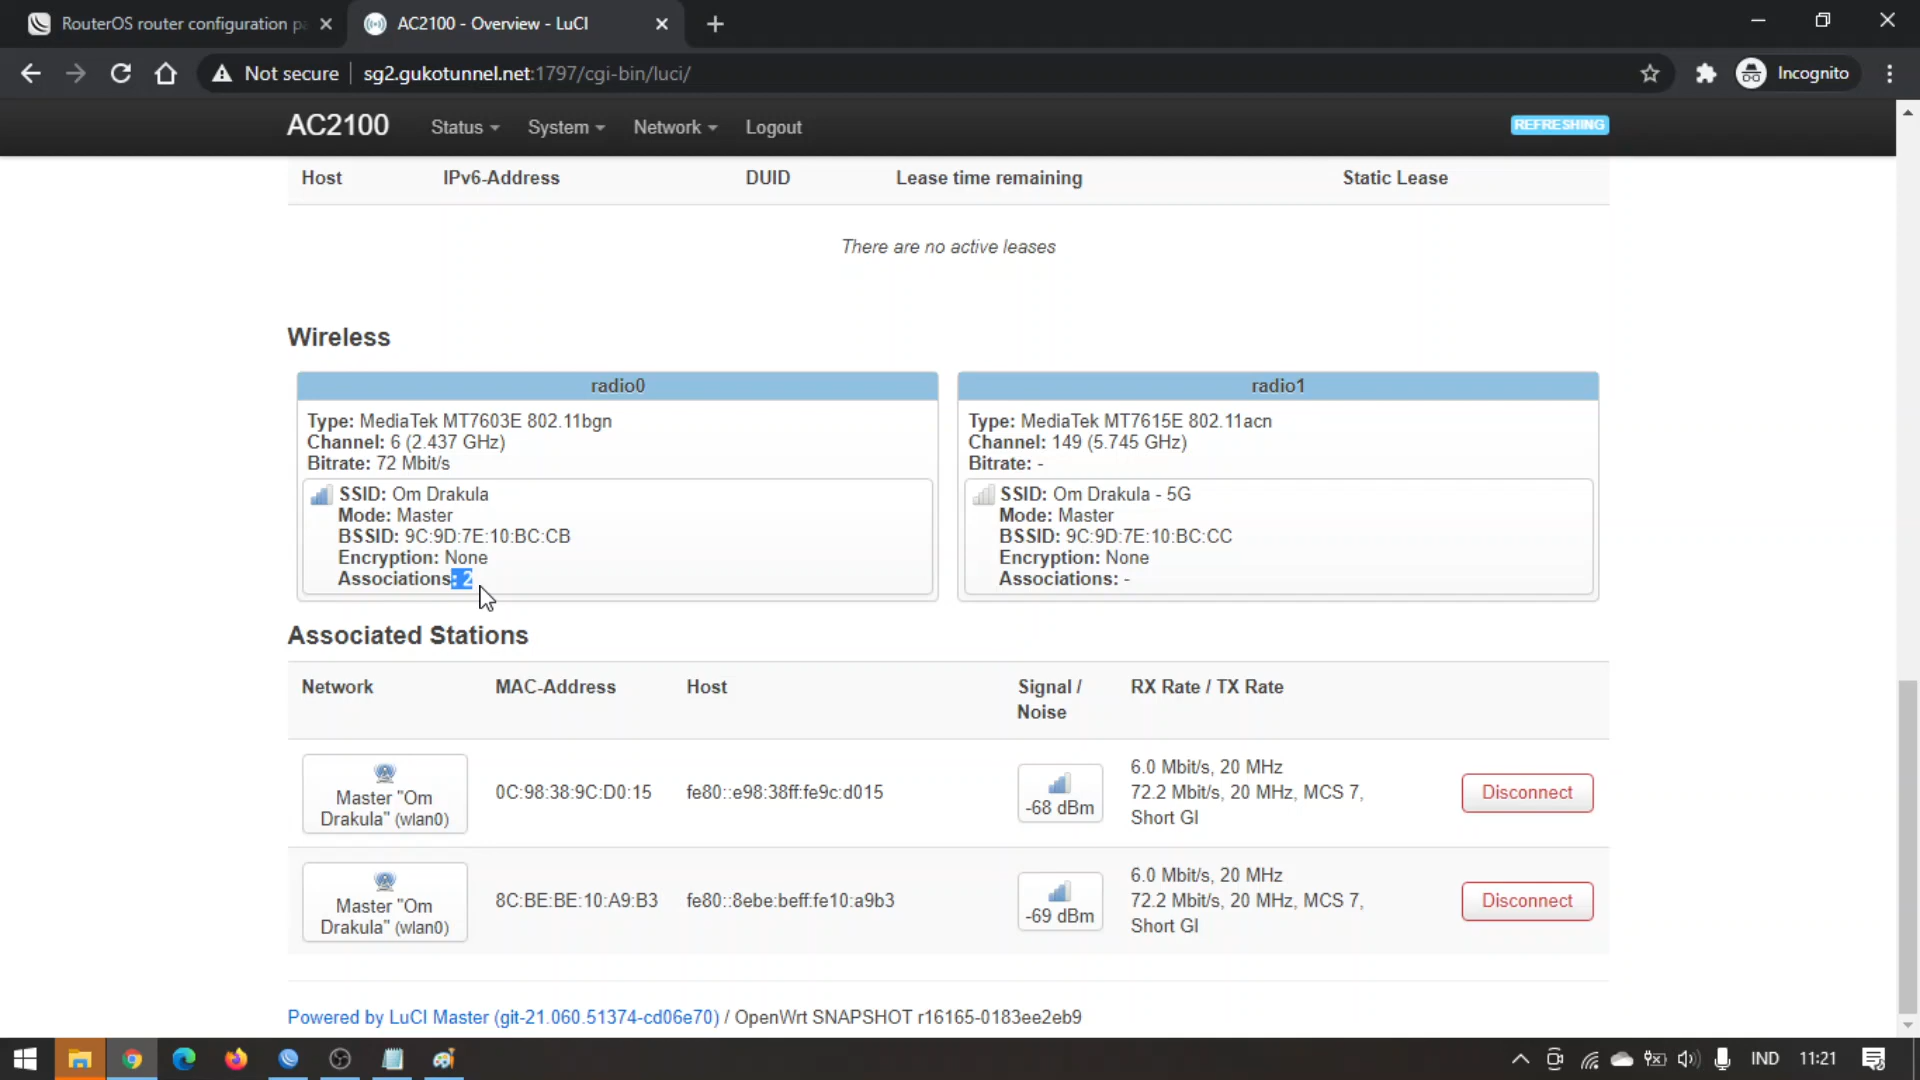 RouterOS router configuration pa
AC2100 - Overview - LuCI
Not secure
sg2.gukotunnel.net:1797/cgi-bin/luci/
Incognito
AC2100 Status System Network Logout REFRESHING
Host IPv6-Address DUID Lease time remaining Static Lease
There are no active leases
Wireless
radio0
Type: MediaTek MT7603E 802.11bgn
Channel: 6 (2.437 GHz)
Bitrate: 72 Mbit/s
SSID: Om Drakula
Mode: Master
BSSID: 9C:9D:7E:10:BC:CB
Encryption: None
Associations: 2
radio1
Type: MediaTek MT7615E 802.11acn
Channel: 149 (5.745 GHz)
Bitrate: -
SSID: Om Drakula - 5G
Mode: Master
BSSID: 9C:9D:7E:10:BC:CC
Encryption: None
Associations: -
Associated Stations
Network MAC-Address Host Signal / Noise RX Rate / TX Rate
Master "Om
Drakula" (wlan0)
0C:98:38:9C:D0:15
fe80::e98:38ff:fe9c:d015
-68 dBm
6.0 Mbit/s, 20 MHz
72.2 Mbit/s, 20 MHz, MCS 7,
Short GI
Disconnect
Master "Om
Drakula" (wlan0)
8C:BE:BE:10:A9:B3
fe80::8ebe:beff:fe10:a9b3
-69 dBm
6.0 Mbit/s, 20 MHz
72.2 Mbit/s, 20 MHz, MCS 7,
Short GI
Disconnect
Powered by LuCI Master (git-21.060.51374-cd06e70) / OpenWrt SNAPSHOT r16165-0183ee2eb9
IND 11:21